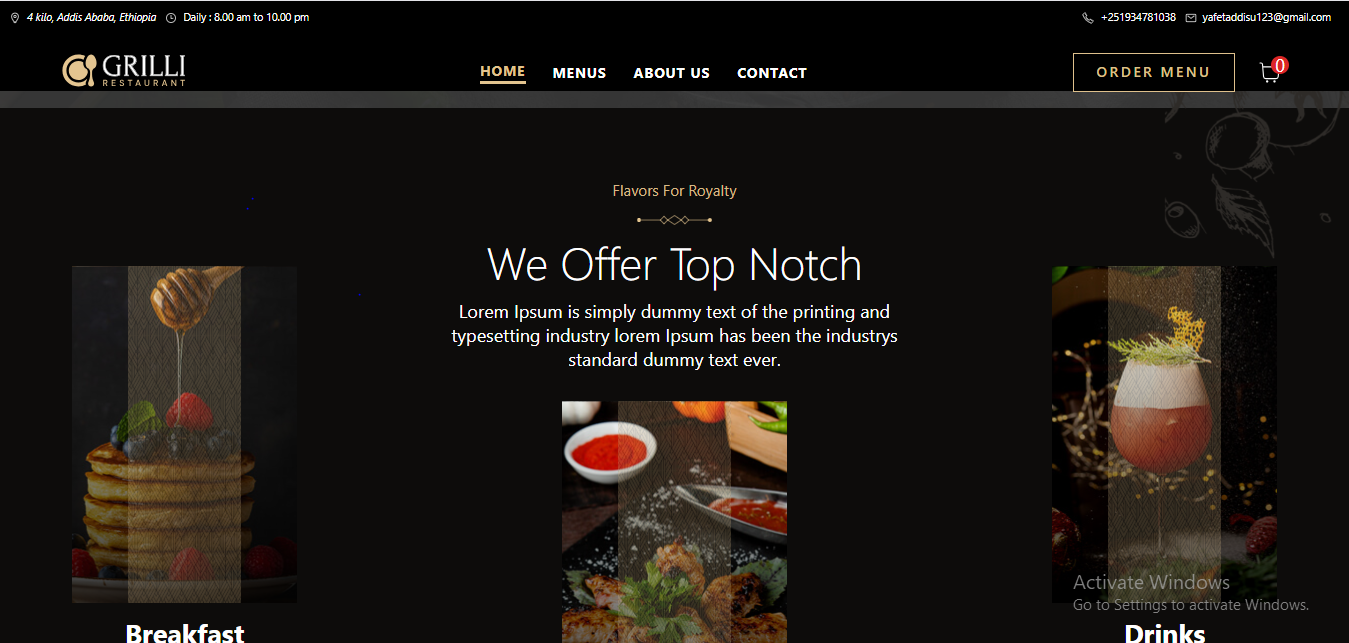 4 kilo, Addis Ababa, Ethiopia
Daily : 8.00 am to 10.00 pm
+251934781038
yafetaddisu123@gmail.com
GRILLI
RESTAURANT
HOME
MENUS
ABOUT US
CONTACT
ORDER MENU
0
Flavors For Royalty
We Offer Top Notch
Lorem Ipsum is simply dummy text of the printing and
typesetting industry lorem Ipsum has been the industrys
standard dummy text ever.
Activate Windows
Go to Settings to activate Windows.
Breakfast
Drinks